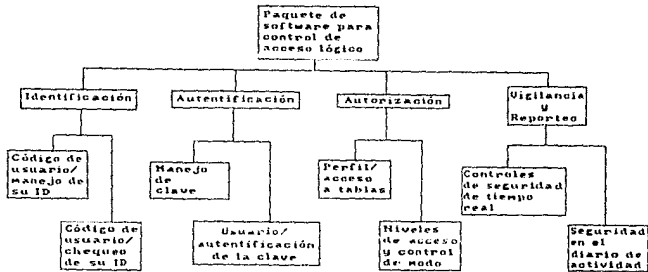 Paquete de
software para
control de
acceso lógico
Identificación
Autentificación
Autorización
Vigilancia
y
Reporteo
Código de
usuario/
manejo de
su ID
Código de
usuario/
chequeo
de su ID
Manejo
de
clave
Usuario/
autentificación
de la clave
Perfil/
acceso
a tablas
Niveles
de acceso
y control
de modo
Controles
de seguridad
de tiempo
real
Seguridad
en el
diario de
actividad